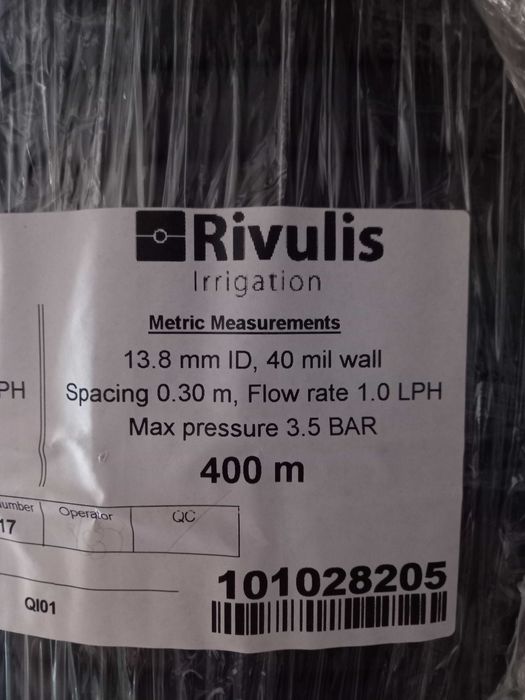 Rivulis
Irrigation
Metric Measurements
13.8 mm ID, 40 mil wall
PH
Spacing 0.30 m, Flow rate 1.0 LPH
Max pressure 3.5 BAR
400 m
umber
Operator
QC
17
101028205
QI01